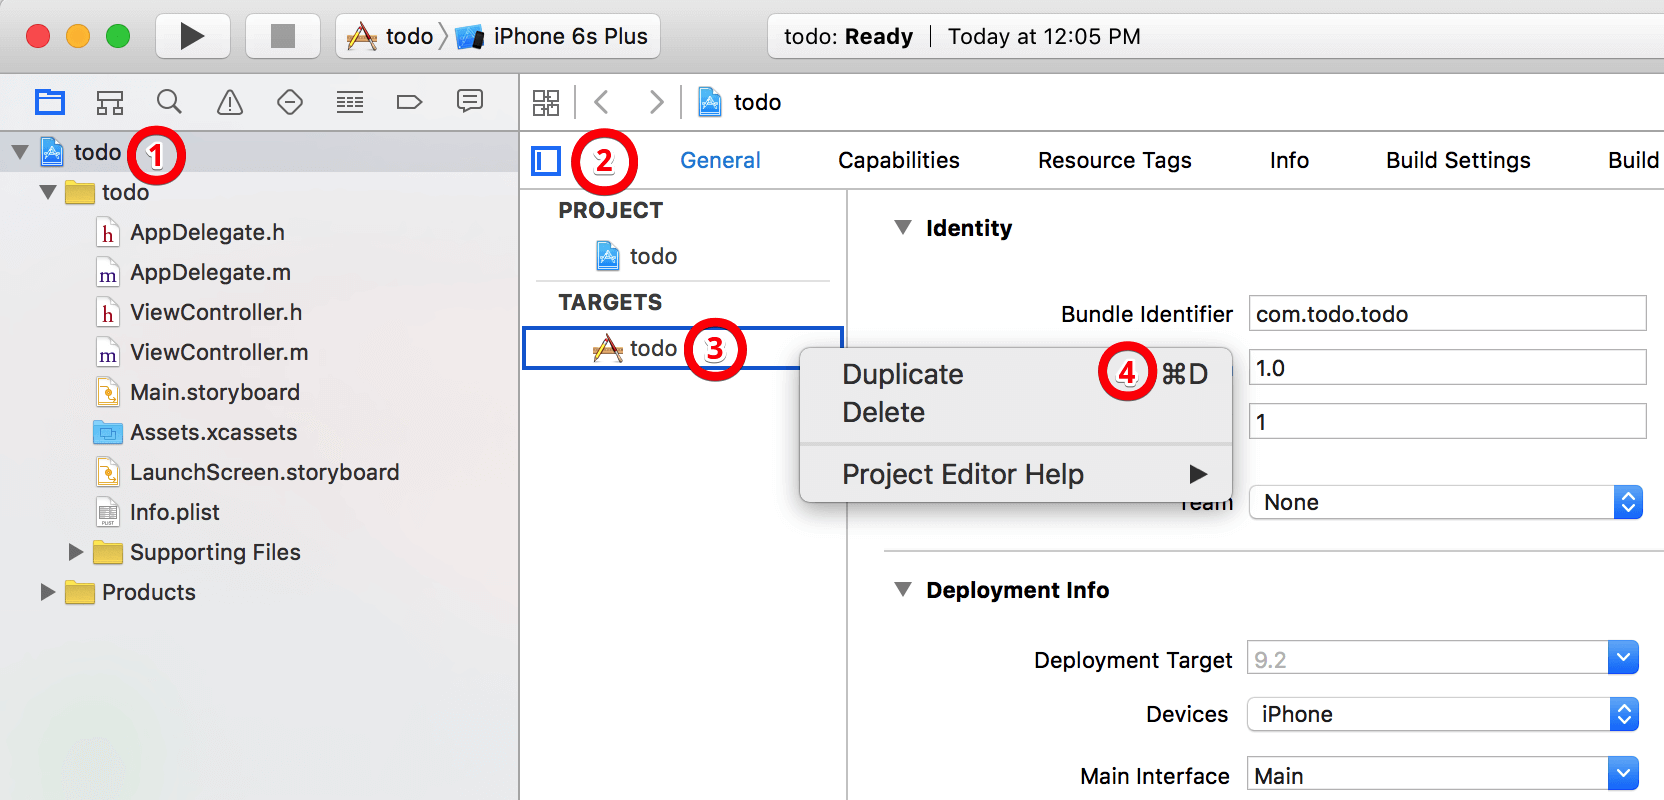 todo iPhone 6s Plus todo: Ready Today at 12:05 PM
todo
todo 1
2 General Capabilities Resource Tags Info Build Settings Build
todo
AppDelegate.h
AppDelegate.m
ViewController.h
ViewController.m
Main.storyboard
Assets.xcassets
LaunchScreen.storyboard
Info.plist
Supporting Files
Products
PROJECT
todo
TARGETS
todo 3
Duplicate 4 ⌘D
Delete
Project Editor Help
Identity
Bundle Identifier com.todo.todo
1.0
1
Team None
Deployment Info
Deployment Target 9.2
Devices iPhone
Main Interface Main